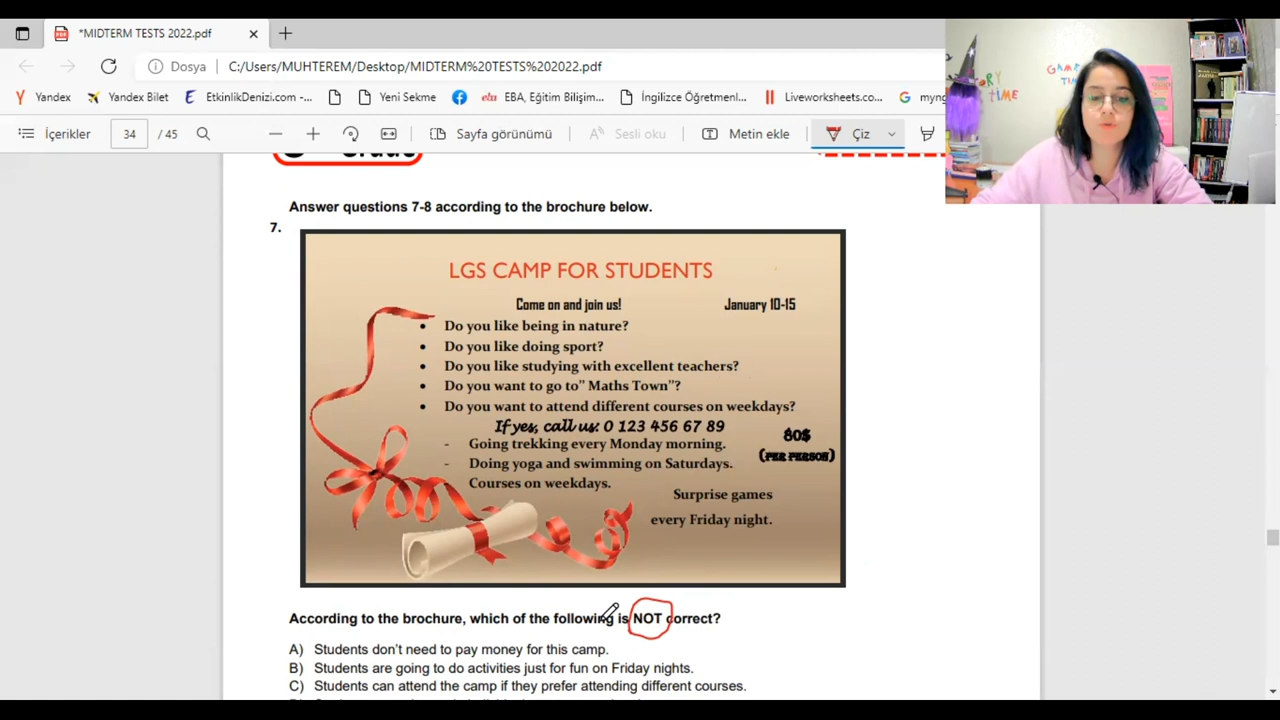 *MIDTERM TESTS 2022.pdf
Dosya C:/Users/MUHTEREM/Desktop/MIDTERM%20TESTS%202022.pdf
Yandex Yandex Bilet EtkinlikDenizi.com -... Yeni Sekme EBA, Eğitim Bilişim... İngilizce Öğretmenl... Liveworksheets.co... myng
İçerikler 34 / 45 Sayfa görünümü Sesli oku Metin ekle Çiz
Answer questions 7-8 according to the brochure below.
7.
LGS CAMP FOR STUDENTS
Come on and join us! January 10-15
• Do you like being in nature?
• Do you like doing sport?
• Do you like studying with excellent teachers?
• Do you want to go to” Maths Town”?
• Do you want to attend different courses on weekdays?
If yes, call us: 0 123 456 67 89
80$
(PER PERSON)
- Going trekking every Monday morning.
- Doing yoga and swimming on Saturdays.
Courses on weekdays.
Surprise games
every Friday night.
According to the brochure, which of the following is NOT correct?
A) Students don’t need to pay money for this camp.
B) Students are going to do activities just for fun on Friday nights.
C) Students can attend the camp if they prefer attending different courses.